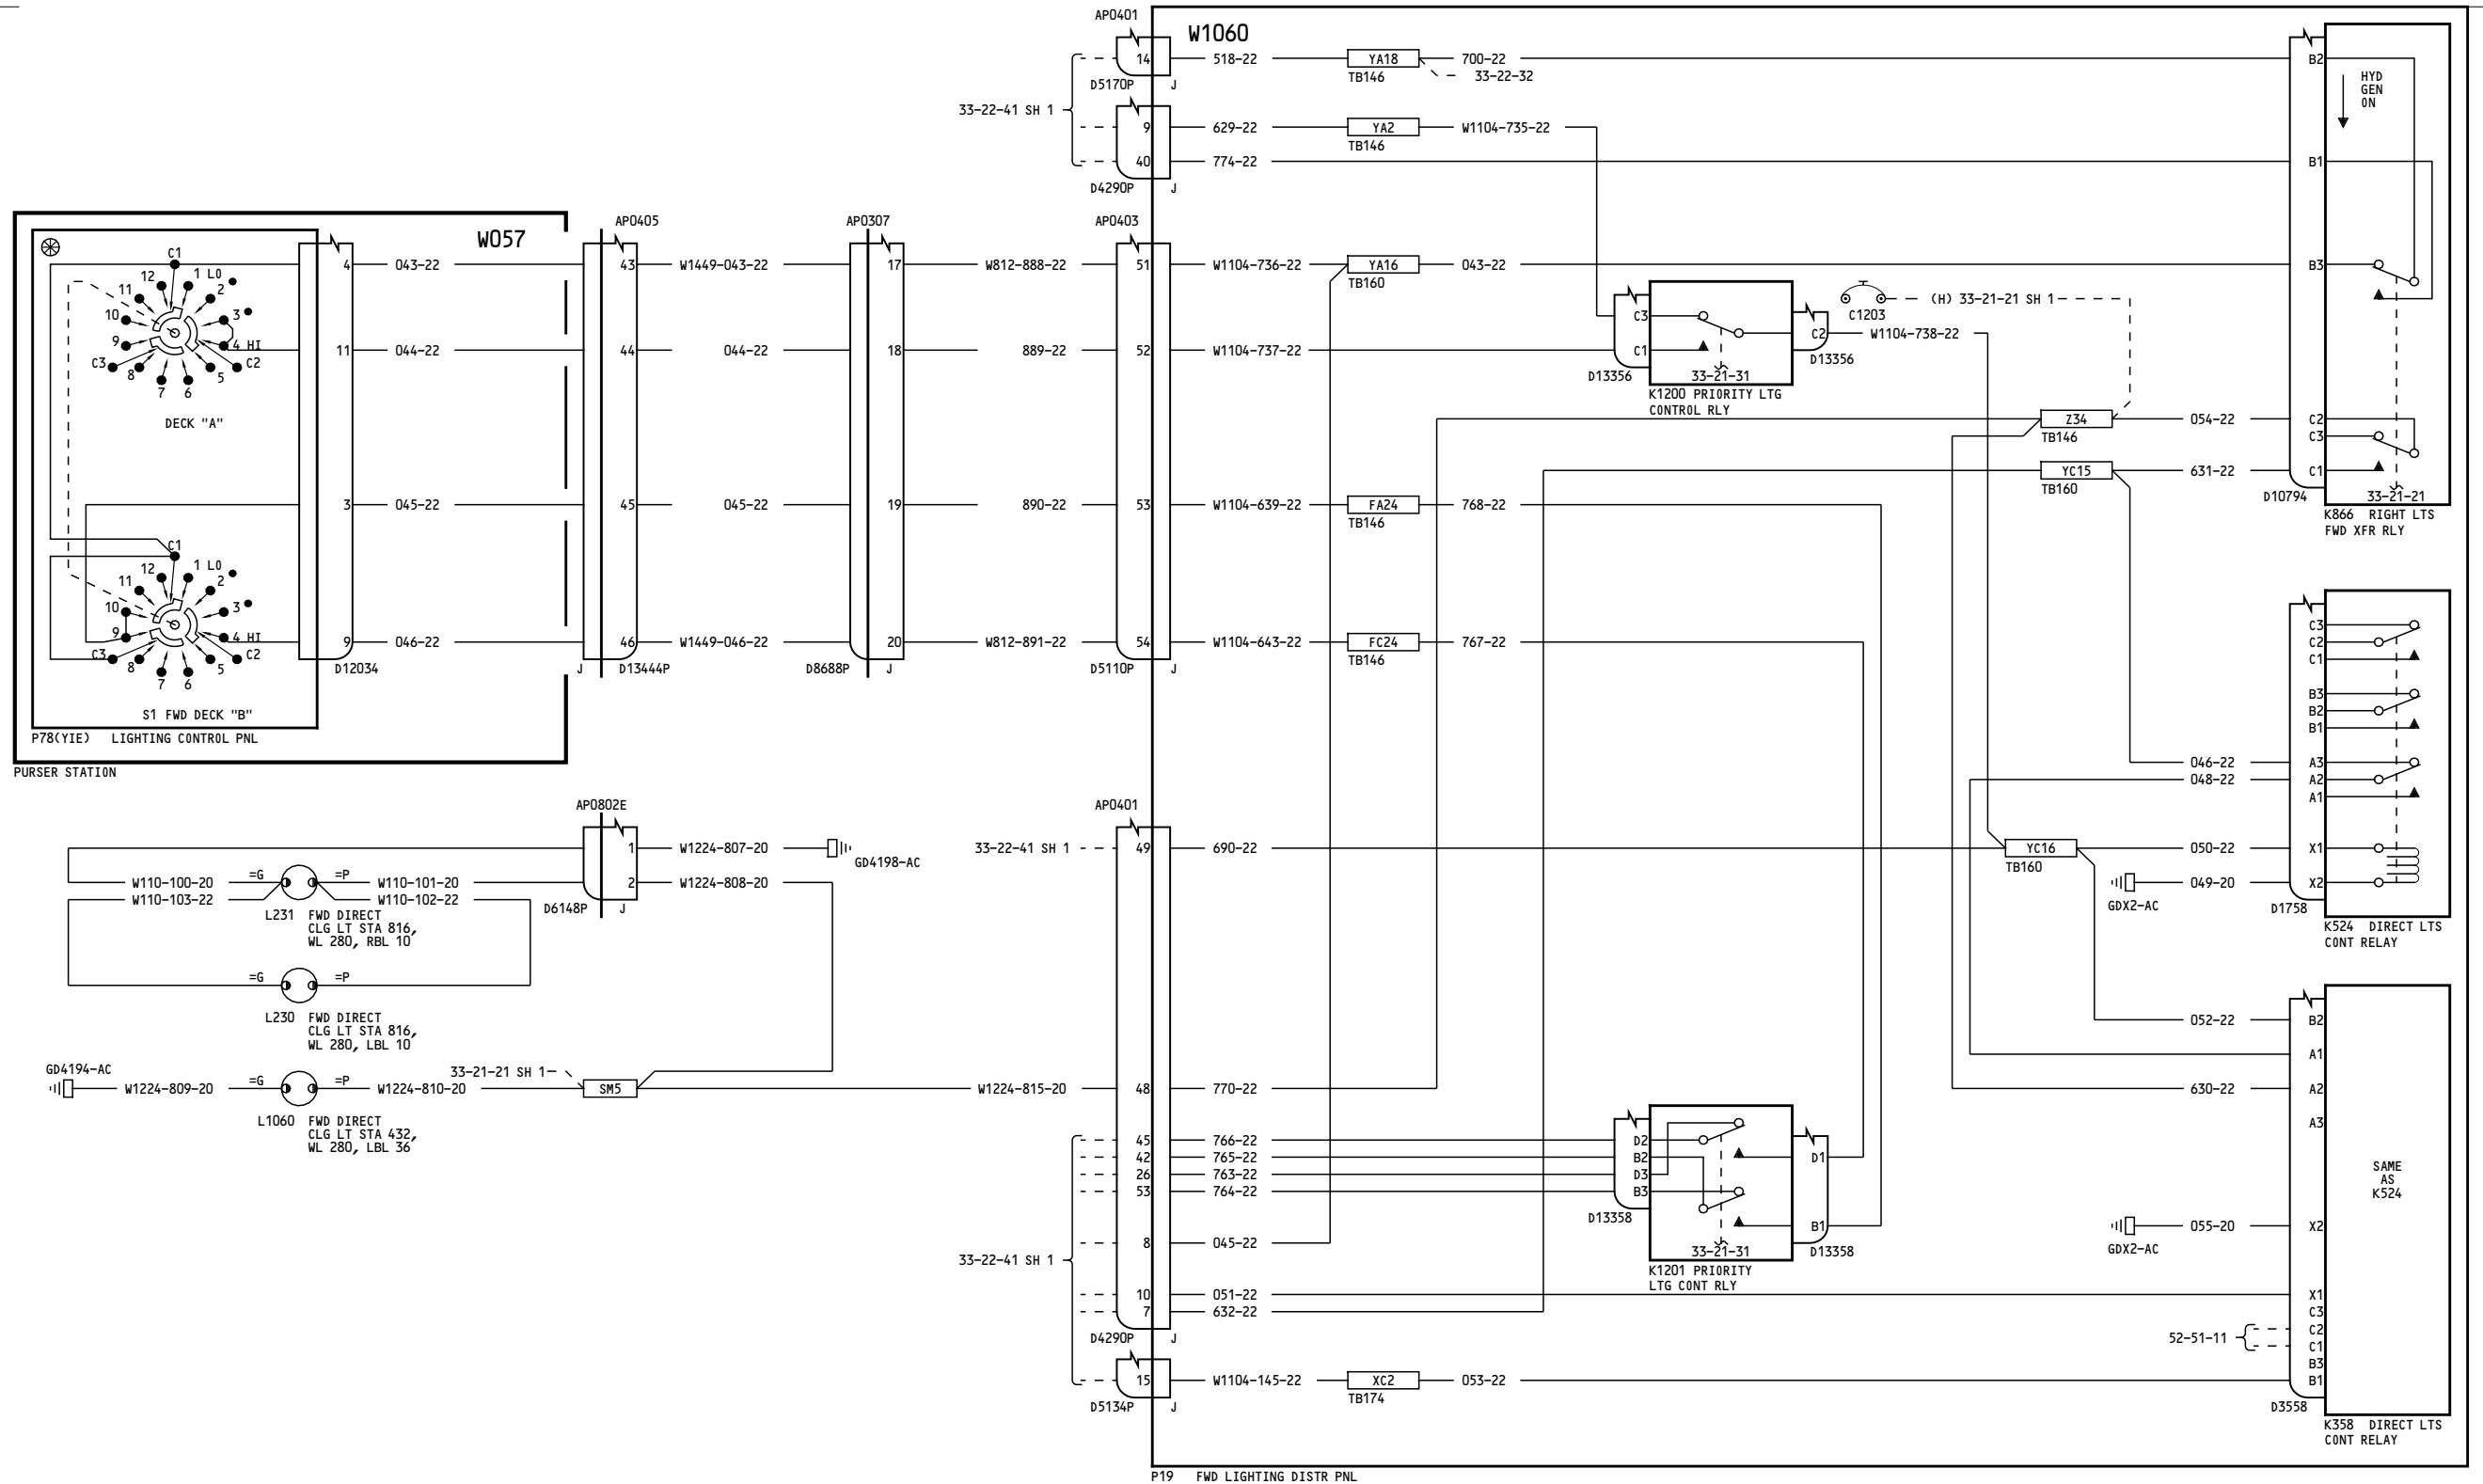 AP0401
W1060
14
518-22
YA18
700-22
B2
TB146
33-22-32
D5170P
J
HYD
GEN
ON
33-22-41 SH 1
9
629-22
YA2
W1104-735-22
TB146
40
774-22
B1
D4290P
J
AP0405
AP0307
AP0403
W057
C1
12
1 LO
2
11
3
10
4 HI
9
C3
C2
8
5
7
6
DECK "A"
4
043-22
43
W1449-043-22
17
W812-888-22
51
W1104-736-22
YA16
043-22
B3
TB160
11
044-22
44
044-22
18
889-22
52
W1104-737-22
C3
C1
C2
D13356
33-21-31
D13356
K1200 PRIORITY LTG
CONTROL RLY
C1203
(H) 33-21-21 SH 1
W1104-738-22
Z34
TB146
054-22
C2
C3
YC15
TB160
631-22
C1
D10794
33-21-21
K866 RIGHT LTS
FWD XFR RLY
3
045-22
45
045-22
19
890-22
53
W1104-639-22
FA24
768-22
TB146
C1
12
1 LO
2
11
3
10
4 HI
9
C3
C2
8
5
7
6
S1 FWD DECK "B"
9
046-22
46
W1449-046-22
20
W812-891-22
54
W1104-643-22
FC24
767-22
TB146
D12034
J
D13444P
D8688P
J
D5110P
J
P78(YIE) LIGHTING CONTROL PNL
PURSER STATION
C3
C2
C1
B3
B2
B1
046-22
A3
048-22
A2
A1
AP0802E
AP0401
1
W1224-807-20
GD4198-AC
33-22-41 SH 1
49
690-22
YC16
TB160
050-22
X1
W110-100-20
=G
=P
W110-101-20
2
W1224-808-20
GDX2-AC
049-20
X2
W110-103-22
W110-102-22
D6148P
J
D1758
L231 FWD DIRECT
CLG LT STA 816,
WL 280, RBL 10
K524 DIRECT LTS
CONT RELAY
=G
=P
L230 FWD DIRECT
CLG LT STA 816,
WL 280, LBL 10
052-22
B2
A1
GD4194-AC
W1224-809-20
=G
=P
W1224-810-20
33-21-21 SH 1
SM5
W1224-815-20
48
770-22
630-22
A2
L1060 FWD DIRECT
CLG LT STA 432,
WL 280, LBL 36
A3
45
766-22
D2
42
765-22
B2
D1
26
763-22
D3
53
764-22
B3
D13358
B1
SAME
AS
K524
GDX2-AC
055-20
X2
33-22-41 SH 1
8
045-22
33-21-31
D13358
K1201 PRIORITY
LTG CONT RLY
10
051-22
X1
7
632-22
C3
D4290P
J
52-51-11
C2
C1
B3
15
W1104-145-22
XC2
053-22
B1
TB174
D5134P
J
D3558
K358 DIRECT LTS
CONT RELAY
P19 FWD LIGHTING DISTR PNL